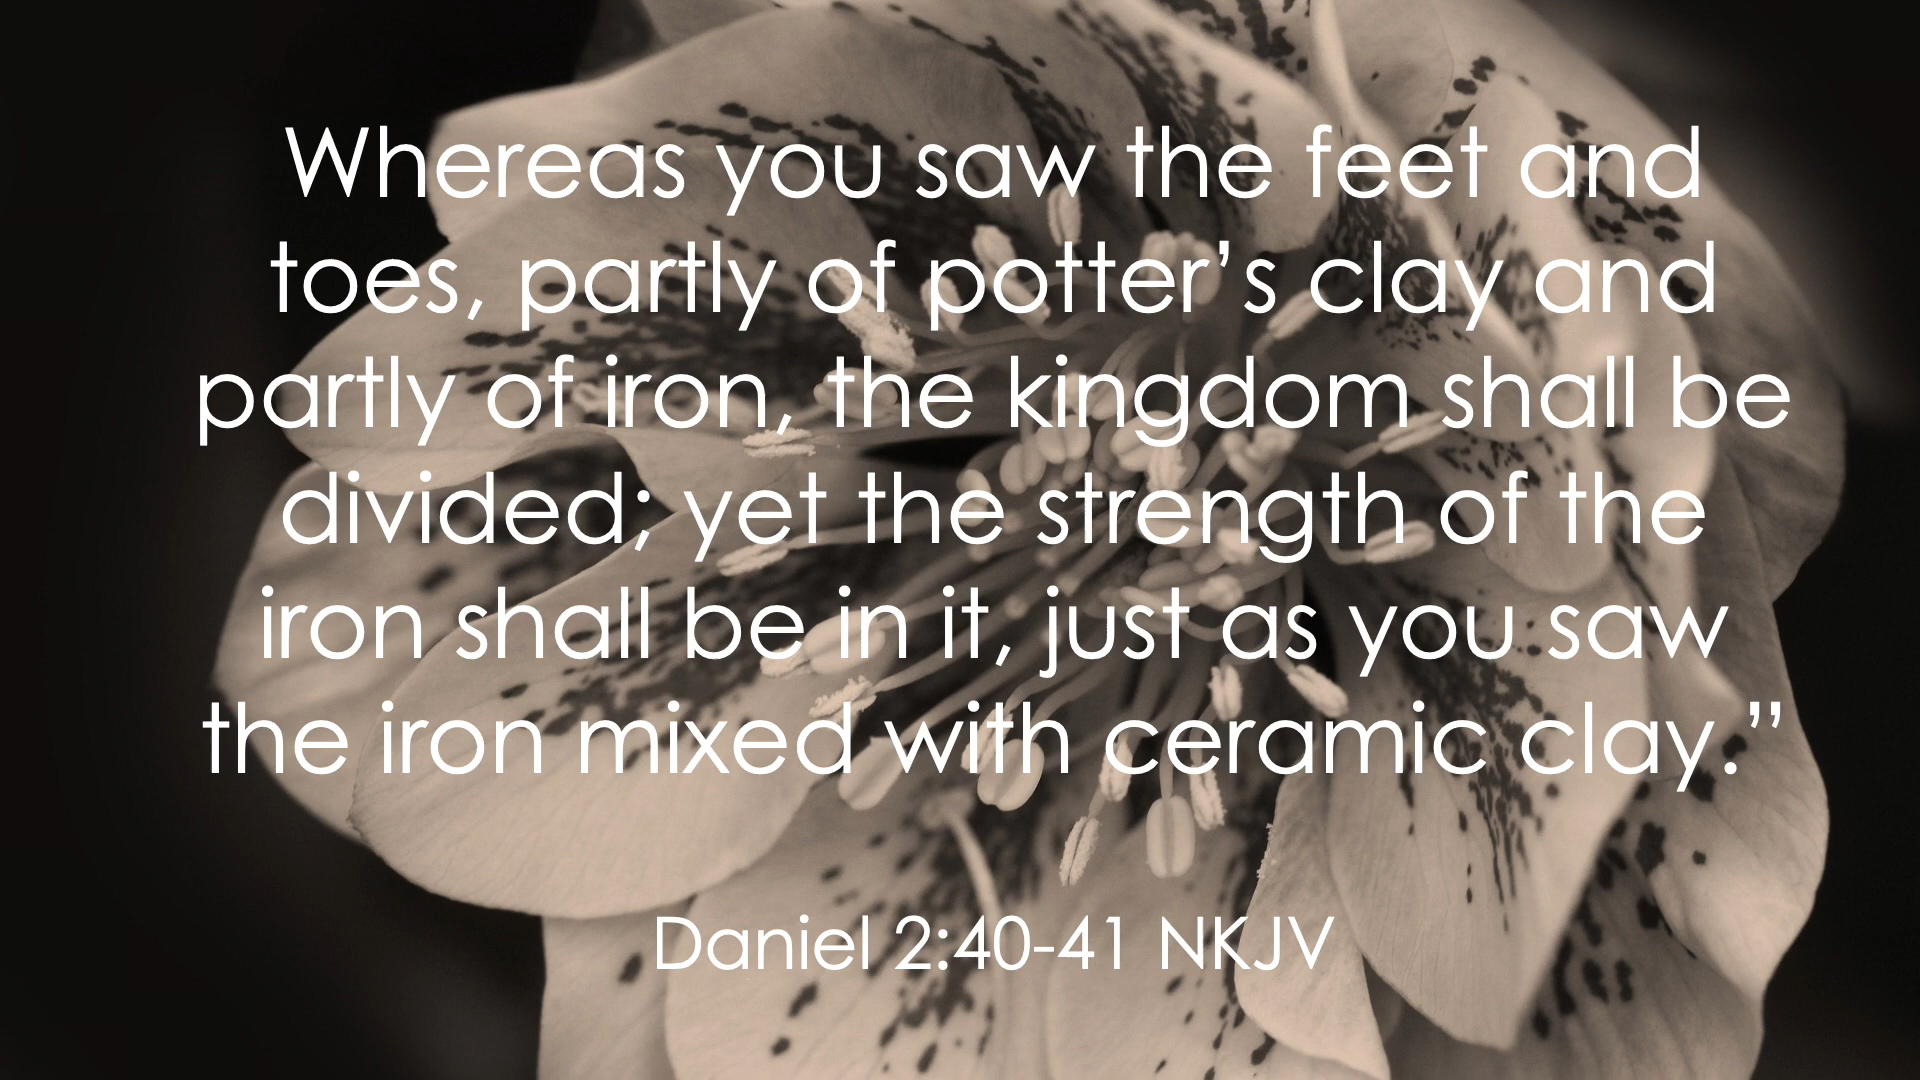 Whereas you saw the feet and
toes, partly of potter’s clay and
partly of iron, the kingdom shall be
divided; yet the strength of the
iron shall be in it, just as you saw
the iron mixed with ceramic clay.”
Daniel 2:40-41 NKJV